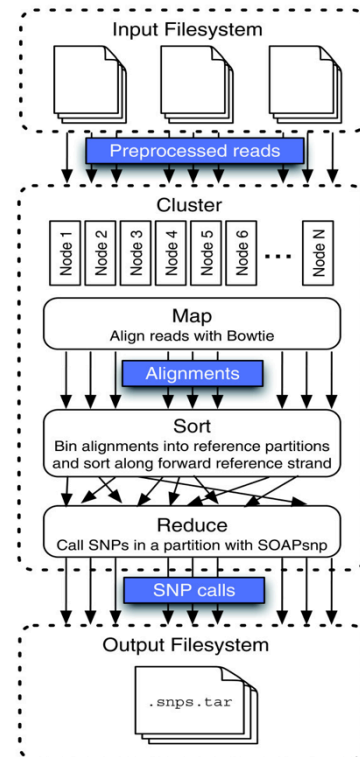 Input Filesystem
Preprocessed reads
Cluster
Node 1
Node 2
Node 3
Node 4
Node 5
Node 6
...
Node N
Map
Align reads with Bowtie
Alignments
Sort
Bin alignments into reference partitions
and sort along forward reference strand
Reduce
Call SNPs in a partition with SOAPsnp
SNP calls
Output Filesystem
.snps.tar